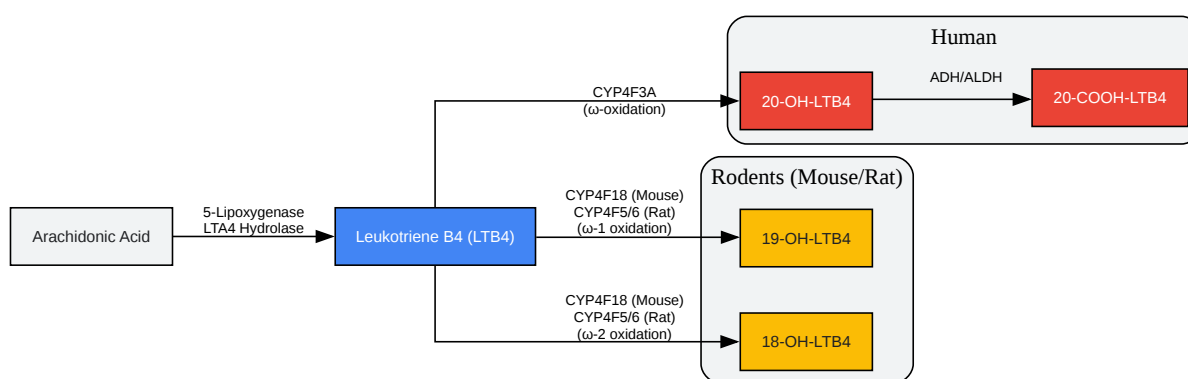 Human
CYP4F3A
(ω-oxidation)
20-OH-LTB4
ADH/ALDH
20-COOH-LTB4
Rodents (Mouse/Rat)
Arachidonic Acid
5-Lipoxygenase
LTA4 Hydrolase
Leukotriene B4 (LTB4)
CYP4F18 (Mouse)
CYP4F5/6 (Rat)
(ω-1 oxidation)
19-OH-LTB4
CYP4F18 (Mouse)
CYP4F5/6 (Rat)
(ω-2 oxidation)
18-OH-LTB4